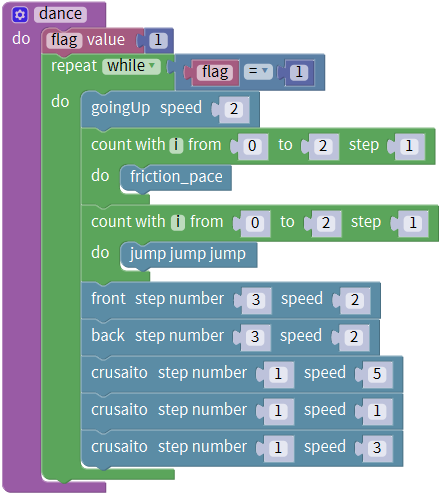 dance
do flag value 1
repeat while flag = 1
do goingUp speed 2
count with i from 0 to 2 step 1
do friction_pace
count with i from 0 to 2 step 1
do jump jump jump
front step number 3 speed 2
back step number 3 speed 2
crusaito step number 1 speed 5
crusaito step number 1 speed 1
crusaito step number 1 speed 3